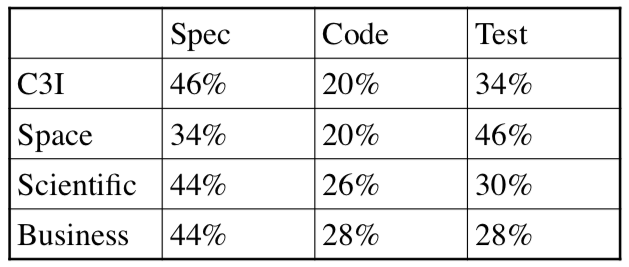 Spec Code Test
C3I 46% 20% 34%
Space 34% 20% 46%
Scientific 44% 26% 30%
Business 44% 28% 28%